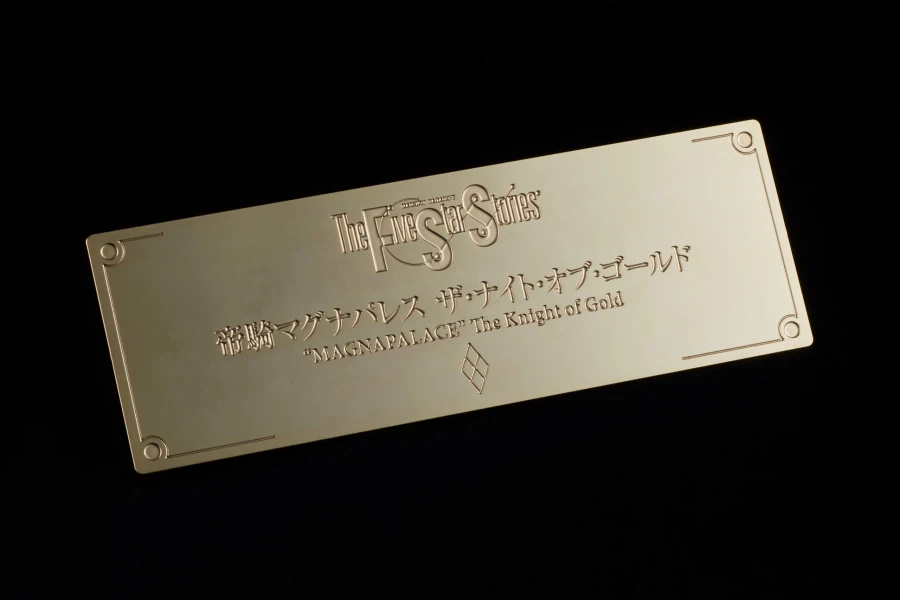 The Five Star Stories
帝騎マグナパレス ザ・ナイト・オブ・ゴールド
"MAGNAPALACE" The Knight of Gold